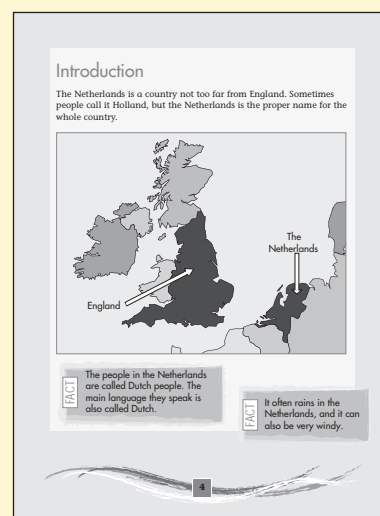 Introduction
The Netherlands is a country not too far from England. Sometimes
people call it Holland, but the Netherlands is the proper name for the
whole country.
The
Netherlands
England
FACT
The people in the Netherlands
are called Dutch people. The
main language they speak is
also called Dutch.
FACT
It often rains in the
Netherlands, and it can
also be very windy.
4